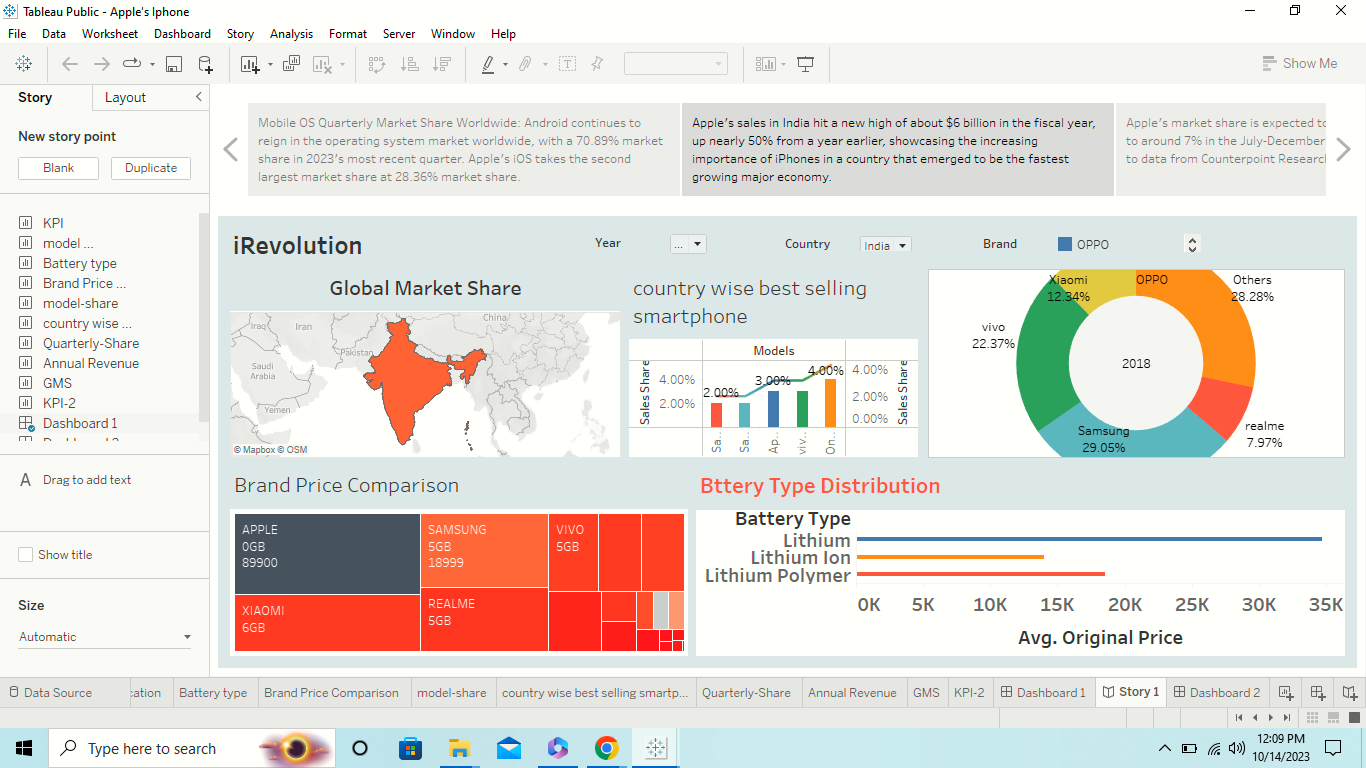 Tableau Public - Apple's Iphone
File Data Worksheet Dashboard Story Analysis Format Server Window Help
Show Me
Story Layout
New story point
Blank Duplicate
KPI
model ...
Battery type
Brand Price ...
model-share
country wise ...
Quarterly-Share
Annual Revenue
GMS
KPI-2
Dashboard 1
A Drag to add text
Show title
Size
Automatic
Mobile OS Quarterly Market Share Worldwide: Android continues to
reign in the operating system market worldwide, with a 70.89% market
share in 2023's most recent quarter. Apple's iOS takes the second
largest market share at 28.36% market share.
Apple's sales in India hit a new high of about $6 billion in the fiscal year,
up nearly 50% from a year earlier, showcasing the increasing
importance of iPhones in a country that emerged to be the fastest
growing major economy.
Apple's market share is expected to
to around 7% in the July-December
to data from Counterpoint Research
iRevolution
Year ...
Country India
Brand OPPO
Global Market Share
Iraq
Iran
China
Pakistan
Saudi
Arabia
Yemen
© Mapbox © OSM
country wise best selling
smartphone
Models
Sales Share
4.00%
2.00%
2.00%
3.00%
4.00%
4.00%
2.00%
0.00%
Sales Share
Sa..
Sa..
Ap..
viv..
On..
Xiaomi
12.34%
OPPO
Others
28.28%
vivo
22.37%
2018
Samsung
29.05%
realme
7.97%
Brand Price Comparison
APPLE
0GB
89900
SAMSUNG
5GB
18999
VIVO
5GB
XIAOMI
6GB
REALME
5GB
Bttery Type Distribution
Battery Type
Lithium
Lithium Ion
Lithium Polymer
0K 5K 10K 15K 20K 25K 30K 35K
Avg. Original Price
Data Source :ation Battery type Brand Price Comparison model-share country wise best selling smartp... Quarterly-Share Annual Revenue GMS KPI-2 Dashboard 1 Story 1 Dashboard 2
Type here to search
12:09 PM
10/14/2023